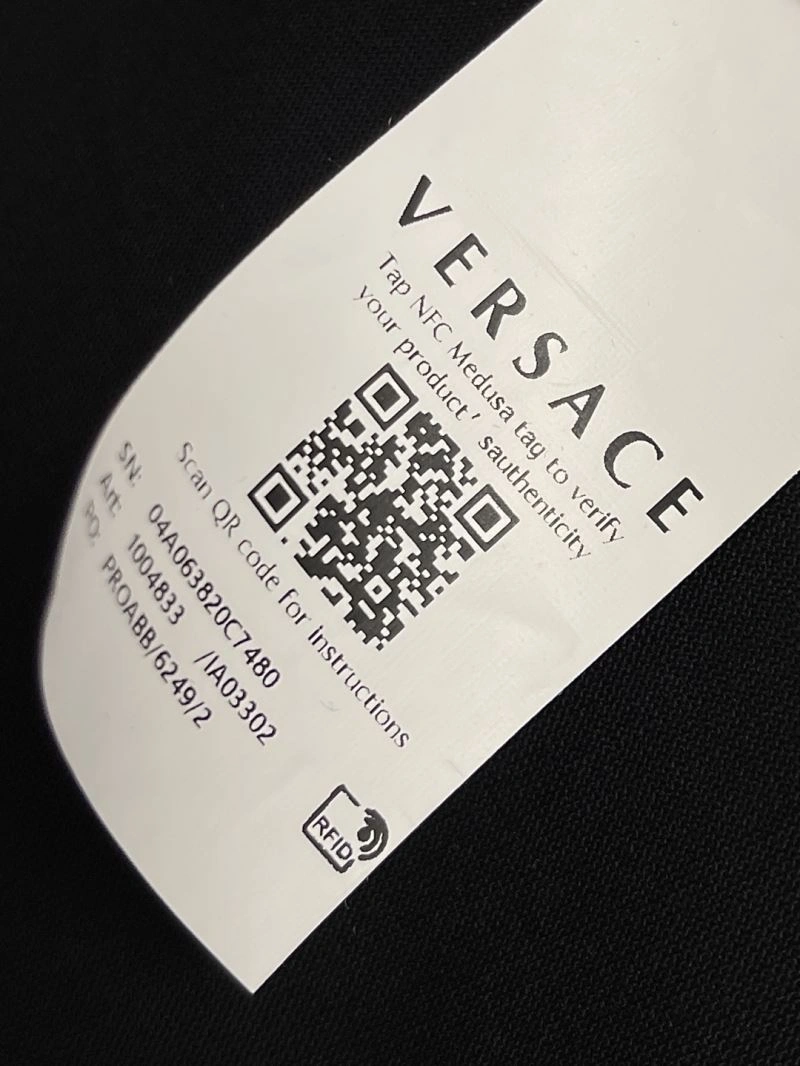 VERSACE
Tap NFC Medusa tag to verify
your product' sauthenticity
Scan QR code for instructions
SN: 04A063820C7480
Art: 1004833 /IA03302
PO: PROABB/6249/2
RFID